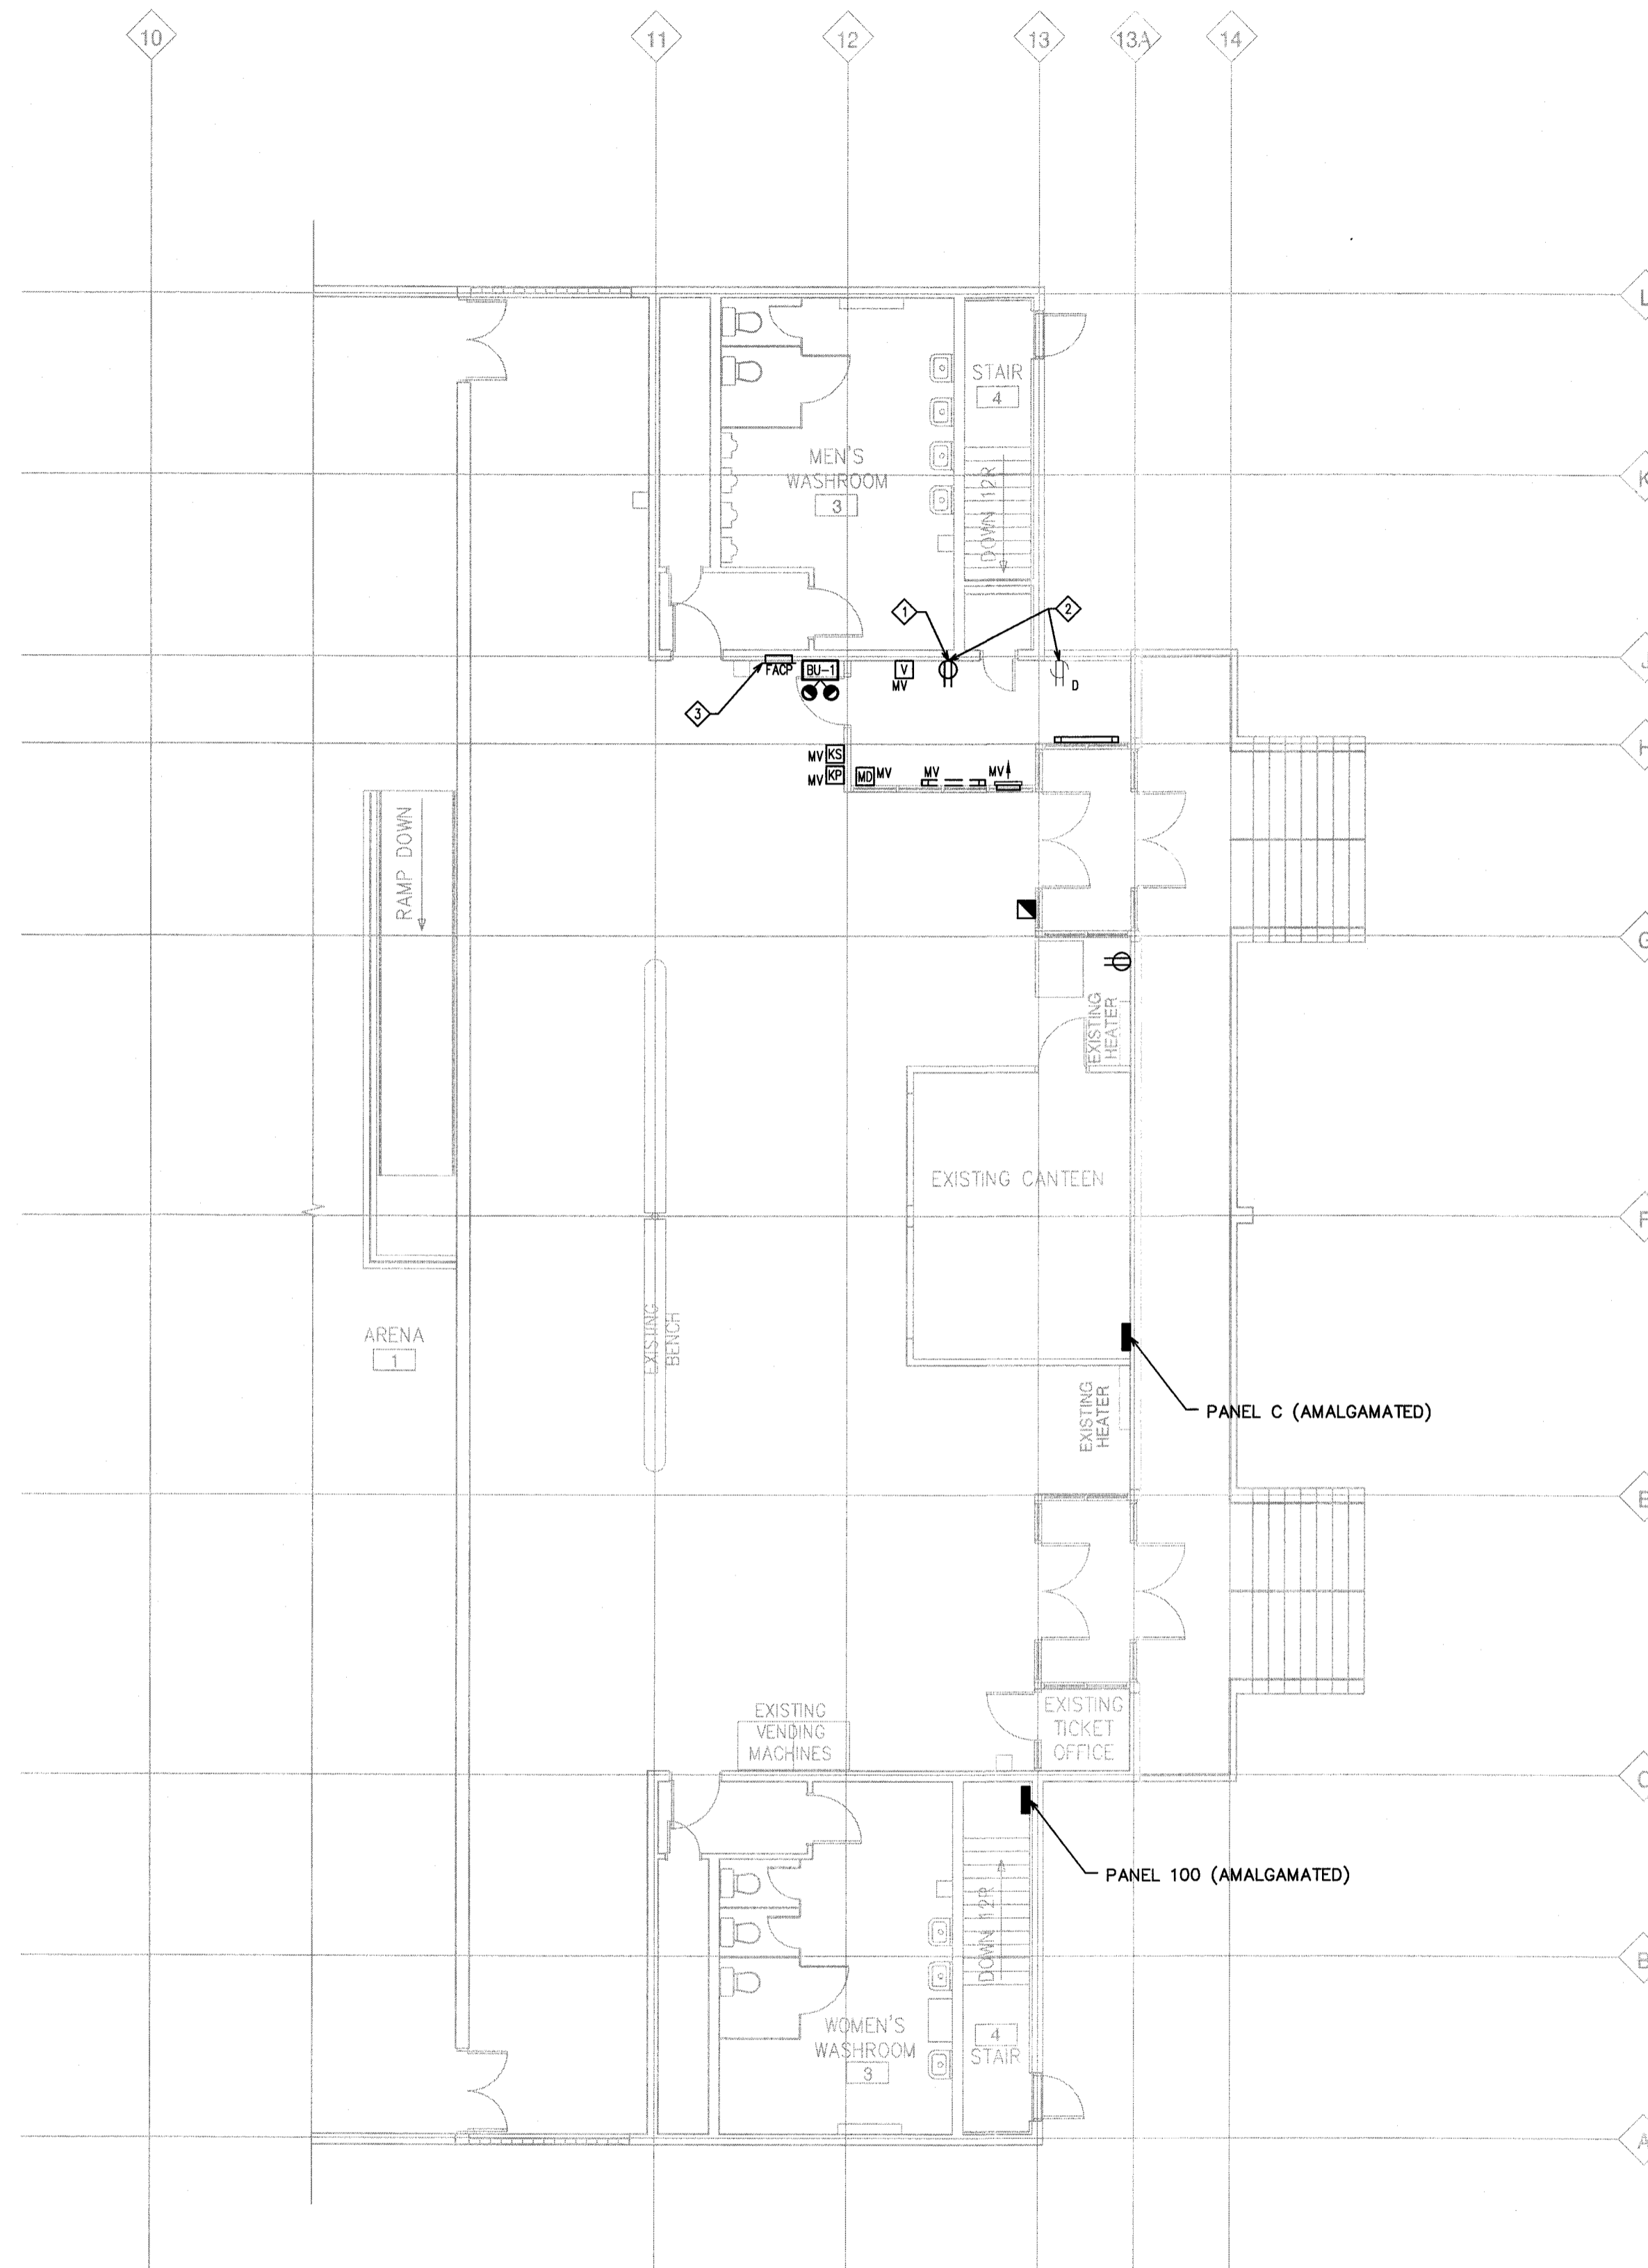 10
11
12
13
13A
14
L
STAIR
4
MEN'S
WASHROOM
3
DOWN 12R
K
1
2
J
FACP
BU-1
V
MV
D
3
H
MV KS
MV KP
MD MV
MV
MV
RAMP DOWN
G
EXISTING
HEATER
EXISTING CANTEEN
F
EXISTING
BENCH
ARENA
1
PANEL C (AMALGAMATED)
EXISTING
HEATER
E
EXISTING
VENDING
MACHINES
EXISTING
TICKET
OFFICE
C
PANEL 100 (AMALGAMATED)
DOWN 12R
B
WOMEN'S
WASHROOM
3
4
STAIR
A